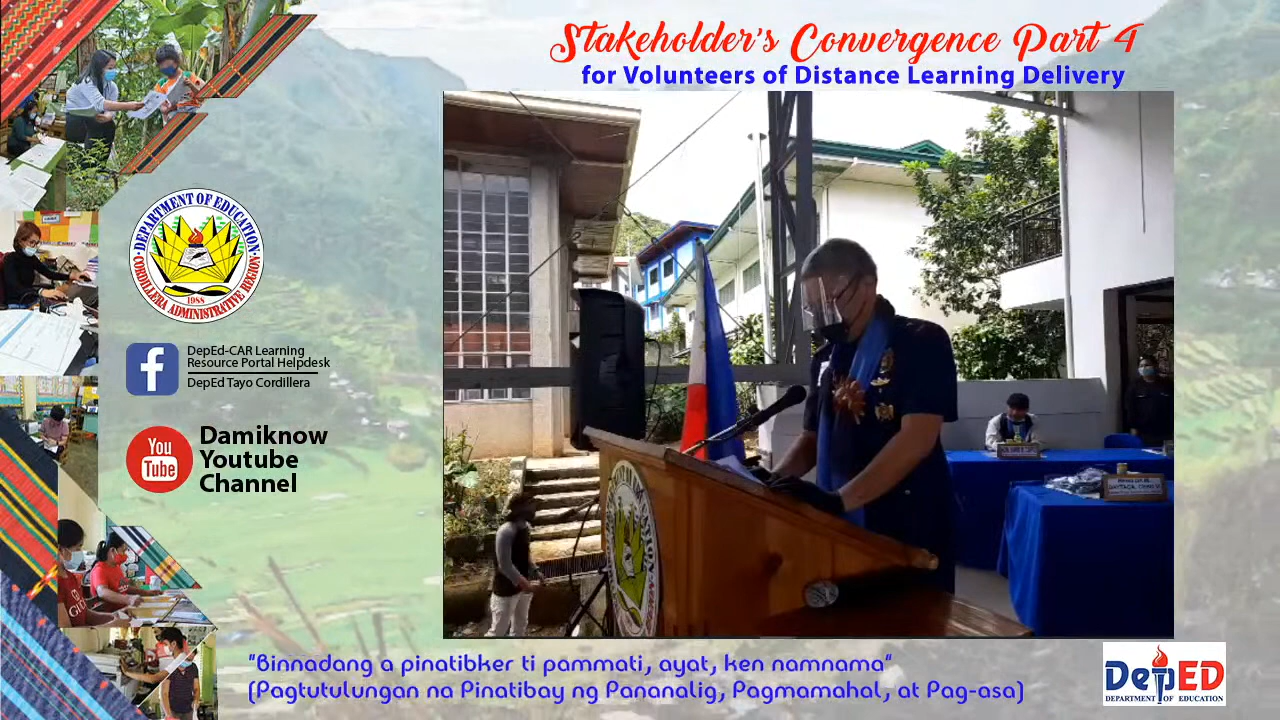 Stakeholder's Convergence Part 4
for Volunteers of Distance Learning Delivery
DEPARTMENT OF EDUCATION
CORDILLERA ADMINISTRATIVE REGION
1988
DepEd-CAR Learning
Resource Portal Helpdesk
DepEd Tayo Cordillera
You
Tube
Damiknow
Youtube
Channel
"Binnadang a pinatibker ti pammati, ayat, ken namnama"
(Pagtutulungan na Pinatibay ng Pananalig, Pagmamahal, at Pag-asa)
DepED
DEPARTMENT OF EDUCATION